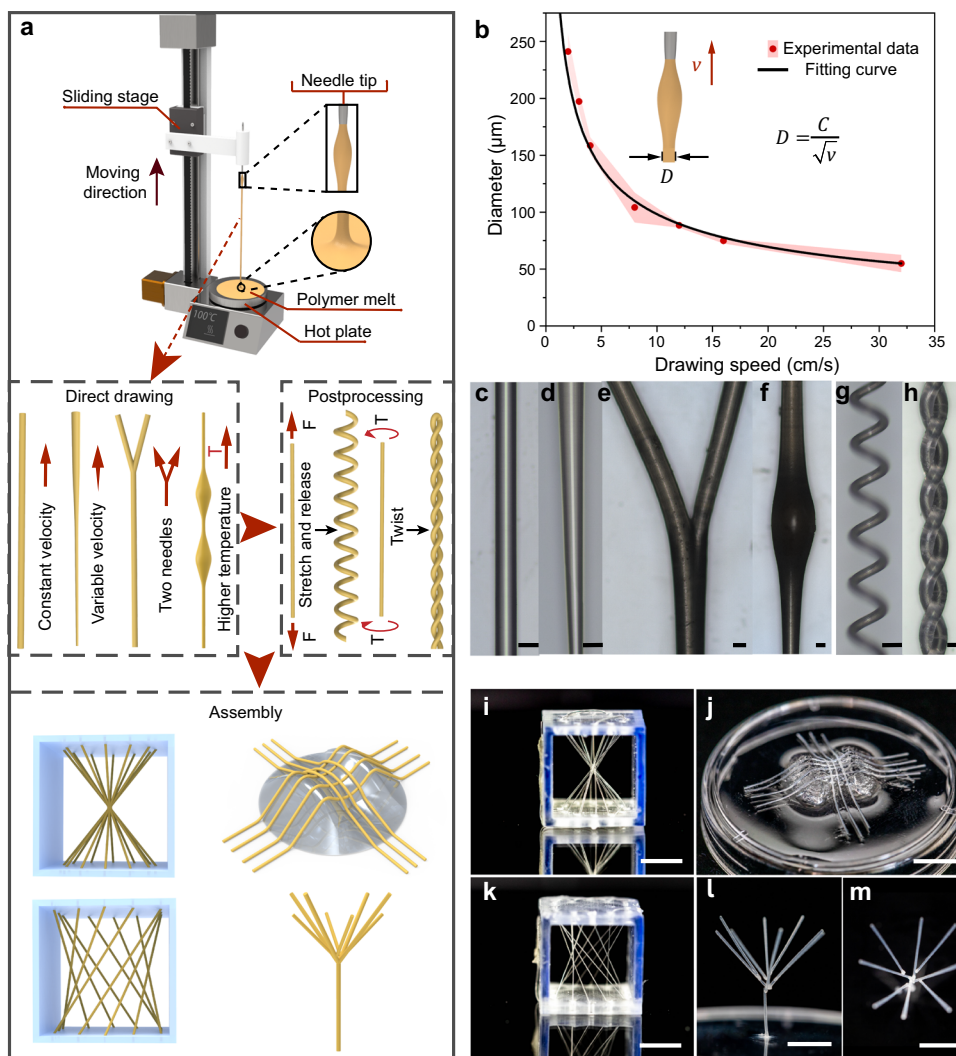 a
Needle tip
Sliding stage
Moving
direction
Polymer melt
Hot plate
100℃
Direct drawing
Constant velocity
Variable velocity
Two needles
T
Higher temperature
Postprocessing
F
F
Stretch and release
T
T
Twist
Assembly
b
250
200
150
100
50
0
Diameter (μm)
0
5
10
15
20
25
30
35
Drawing speed (cm/s)
v
D
Experimental data
Fitting curve
D = C / √v
c
d
e
f
g
h
i
j
k
l
m